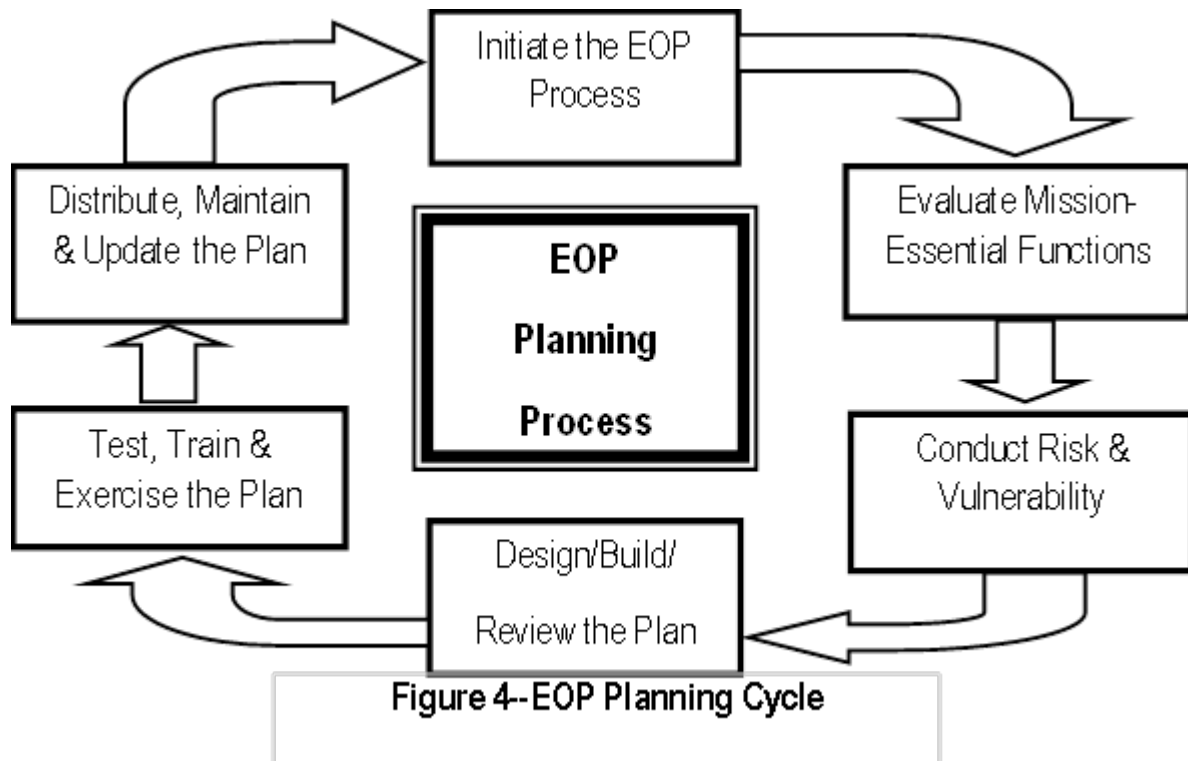 Initiate the EOP
Process
Evaluate Mission-
Essential Functions
Conduct Risk &
Vulnerability
Design/Build/
Review the Plan
Test, Train &
Exercise the Plan
Distribute, Maintain
& Update the Plan
EOP
Planning
Process
Figure 4--EOP Planning Cycle